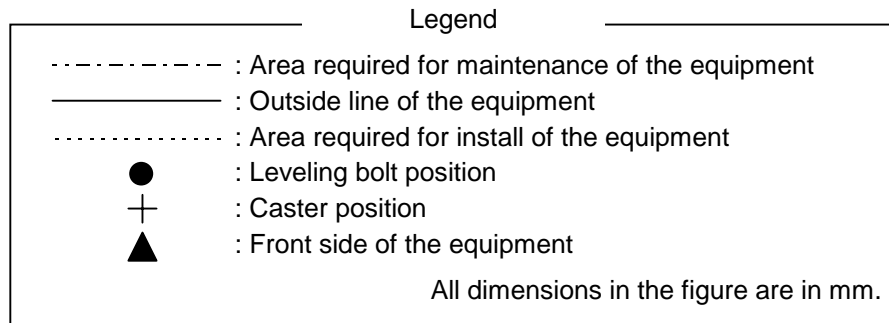 Legend
: Area required for maintenance of the equipment
: Outside line of the equipment
: Area required for install of the equipment
: Leveling bolt position
: Caster position
: Front side of the equipment
All dimensions in the figure are in mm.